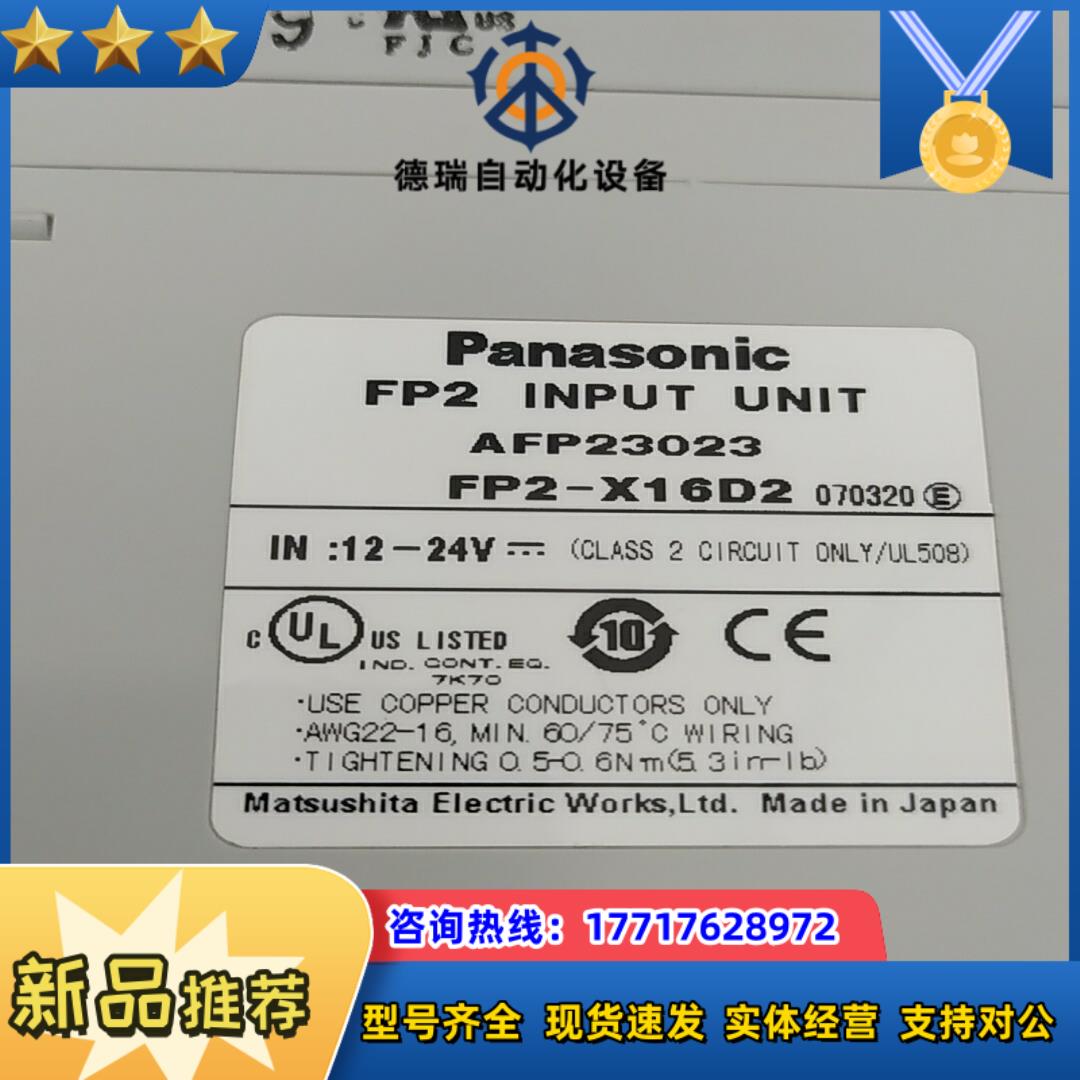 FJC
德瑞自动化设备
Panasonic
FP2 INPUT UNIT
AFP23023
FP2-X16D2 070320 Ⓔ
IN :12-24V ⎓ (CLASS 2 CIRCUIT ONLY/UL508)
C UL US LISTED
IND. CONT. EQ.
7K70
10
CE
·USE COPPER CONDUCTORS ONLY
·AWG22-16, MIN. 60/75°C WIRING
·TIGHTENING 0.5-0.6Nm(5.3in-lb)
Matsushita Electric Works,Ltd. Made in Japan
咨询热线：17717628972
新品推荐
型号齐全 现货速发 实体经营 支持对公